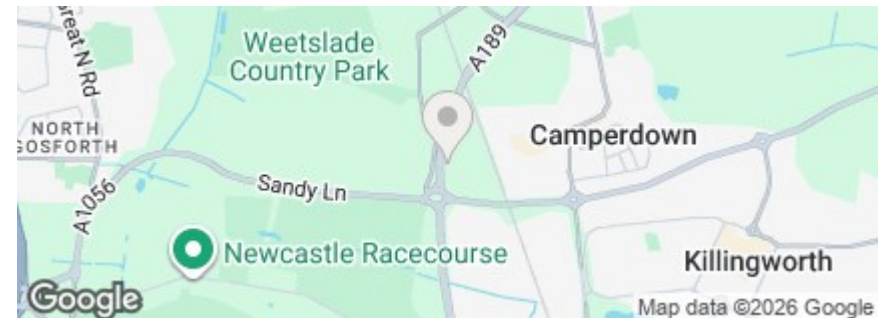 Great N Rd
Weetslade
Country Park
A189
NORTH
GOSFORTH
Camperdown
A1056
Sandy Ln
Newcastle Racecourse
Killingworth
Google
Map data ©2026 Google